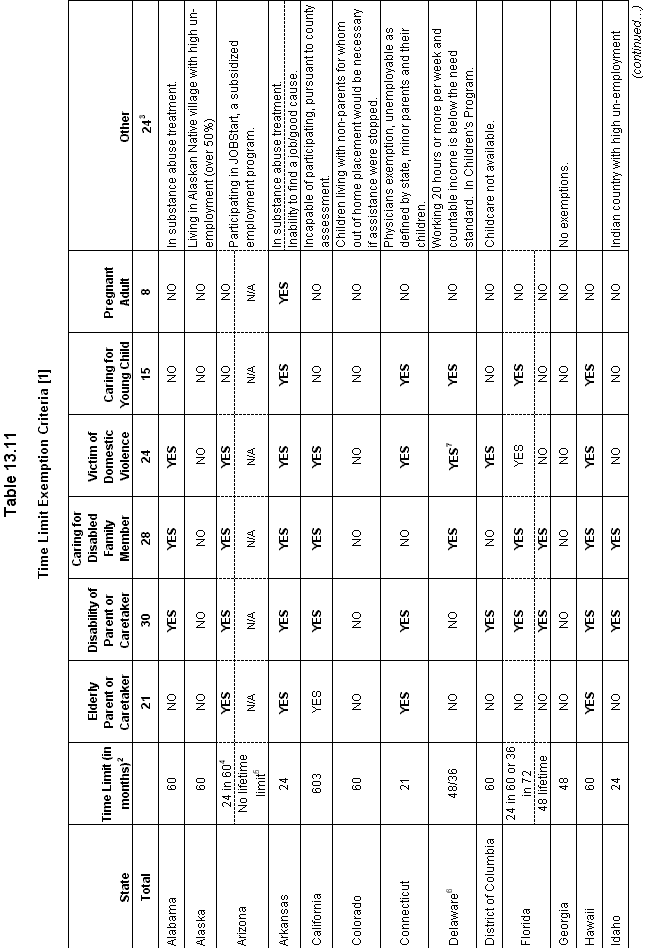 Table 13.11
Time Limit Exemption Criteria [1]
State | Time Limit (in months)² | Elderly Parent or Caretaker | Disability of Parent or Caretaker | Caring for Disabled Family Member | Victim of Domestic Violence | Caring for Young Child | Pregnant Adult | Other
Total | | 21 | 30 | 28 | 24 | 15 | 8 | 24³
Alabama | 60 | NO | YES | YES | YES | NO | NO | In substance abuse treatment.
Alaska | 60 | NO | NO | NO | NO | NO | NO | Living in Alaskan Native village with high un-employment (over 50%)
Arizona | 24 in 60⁴ | YES | YES | YES | YES | NO | NO | Participating in JOBStart, a subsidized employment program.
No lifetime limit⁵ | N/A | N/A | N/A | N/A | N/A | N/A
Arkansas | 24 | YES | YES | YES | YES | YES | YES | In substance abuse treatment.
Inability to find a job/good cause.
California | 603 | YES | YES | YES | YES | NO | NO | Incapable of participating, pursuant to county assessment.
Colorado | 60 | NO | NO | NO | NO | NO | NO | Children living with non-parents for whom out of home placement would be necessary if assistance were stopped.
Connecticut | 21 | YES | YES | NO | YES | YES | NO | Physicians exemption, unemployable as defined by state, minor parents and their children.
Delaware⁶ | 48/36 | NO | NO | YES | YES⁷ | YES | NO | Working 20 hours or more per week and countable income is below the need standard. In Children's Program.
District of Columbia | 60 | NO | YES | NO | YES | NO | NO | Childcare not available.
Florida | 24 in 60 or 36 in 72 | NO | YES | YES | YES | YES | NO
48 lifetime | NO | YES | YES | NO | NO | NO
Georgia | 48 | NO | NO | NO | NO | NO | NO | No exemptions.
Hawaii | 60 | YES | YES | YES | YES | YES | NO
Idaho | 24 | NO | YES | YES | NO | NO | NO | Indian country with high un-employment
(continued...)